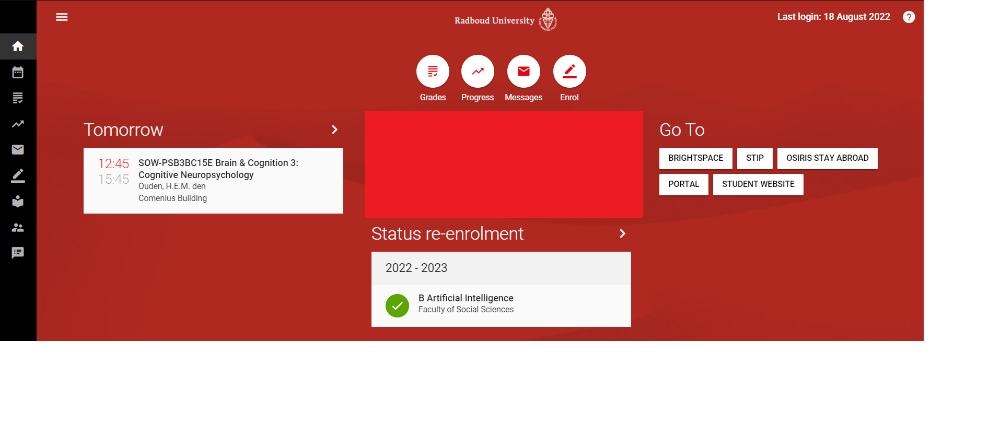 Radboud University
Last login: 18 August 2022
?
Grades
Progress
Messages
Enrol
Tomorrow
12:45
15:45
SOW-PSB3BC15E Brain & Cognition 3:
Cognitive Neuropsychology
Ouden, H.E.M. den
Comenius Building
Status re-enrolment
2022 - 2023
B Artificial Intelligence
Faculty of Social Sciences
Go To
BRIGHTSPACE
STIP
OSIRIS STAY ABROAD
PORTAL
STUDENT WEBSITE